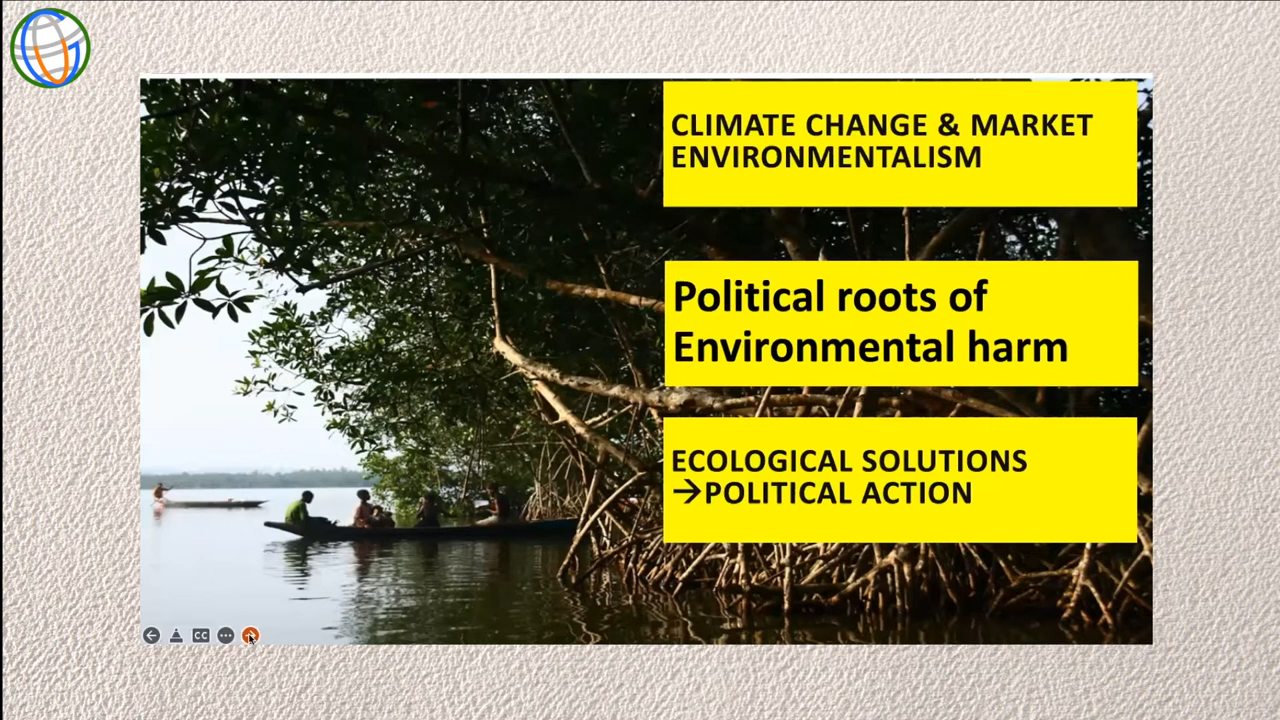 CLIMATE CHANGE & MARKET
ENVIRONMENTALISM
Political roots of
Environmental harm
ECOLOGICAL SOLUTIONS
→POLITICAL ACTION
CC